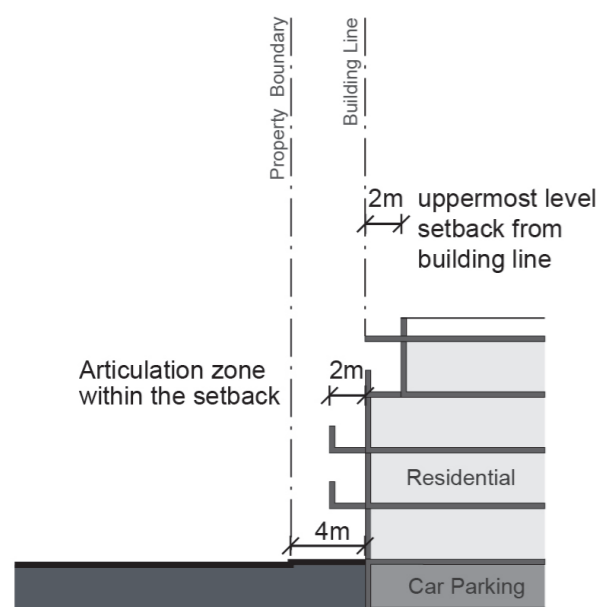 Property Boundary
Building Line
2m
uppermost level
setback from
building line
Articulation zone
within the setback
2m
Residential
4m
Car Parking